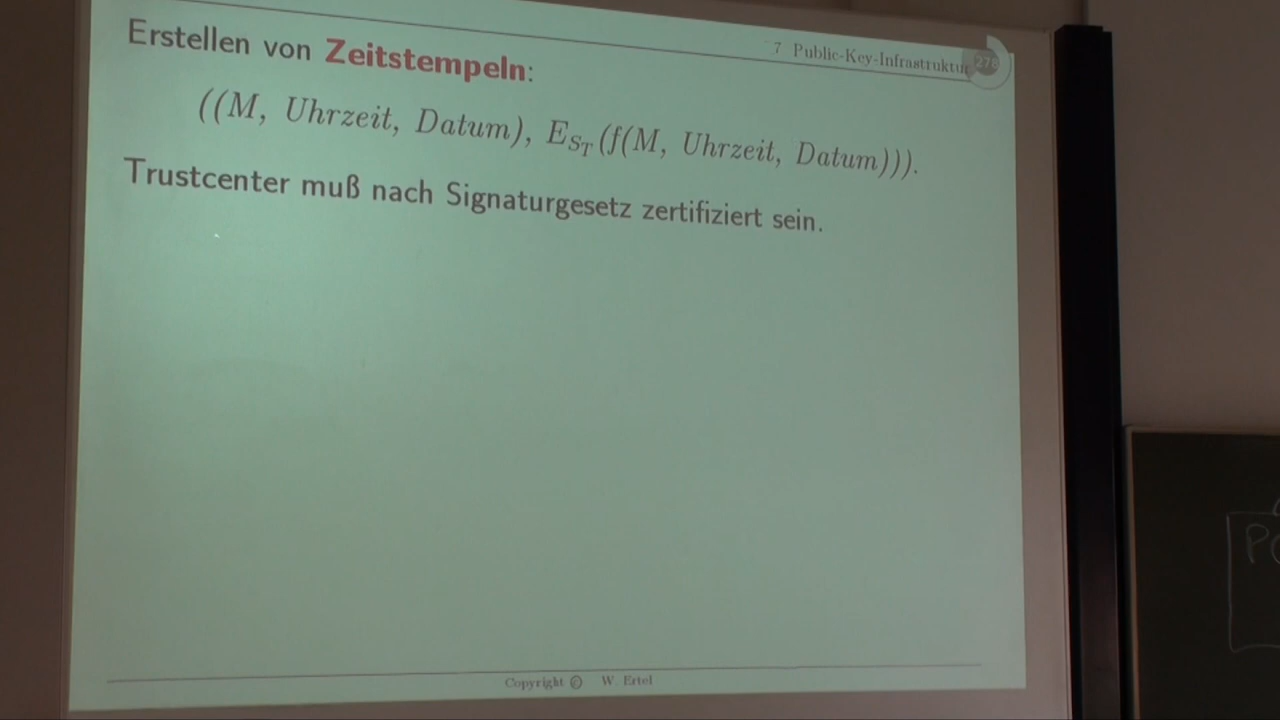 7 Public-Key-Infrastruktur 278
Erstellen von Zeitstempeln:
((M, Uhrzeit, Datum), E_{S_T}(f(M, Uhrzeit, Datum))).
Trustcenter muß nach Signaturgesetz zertifiziert sein.
Copyright © W. Ertel